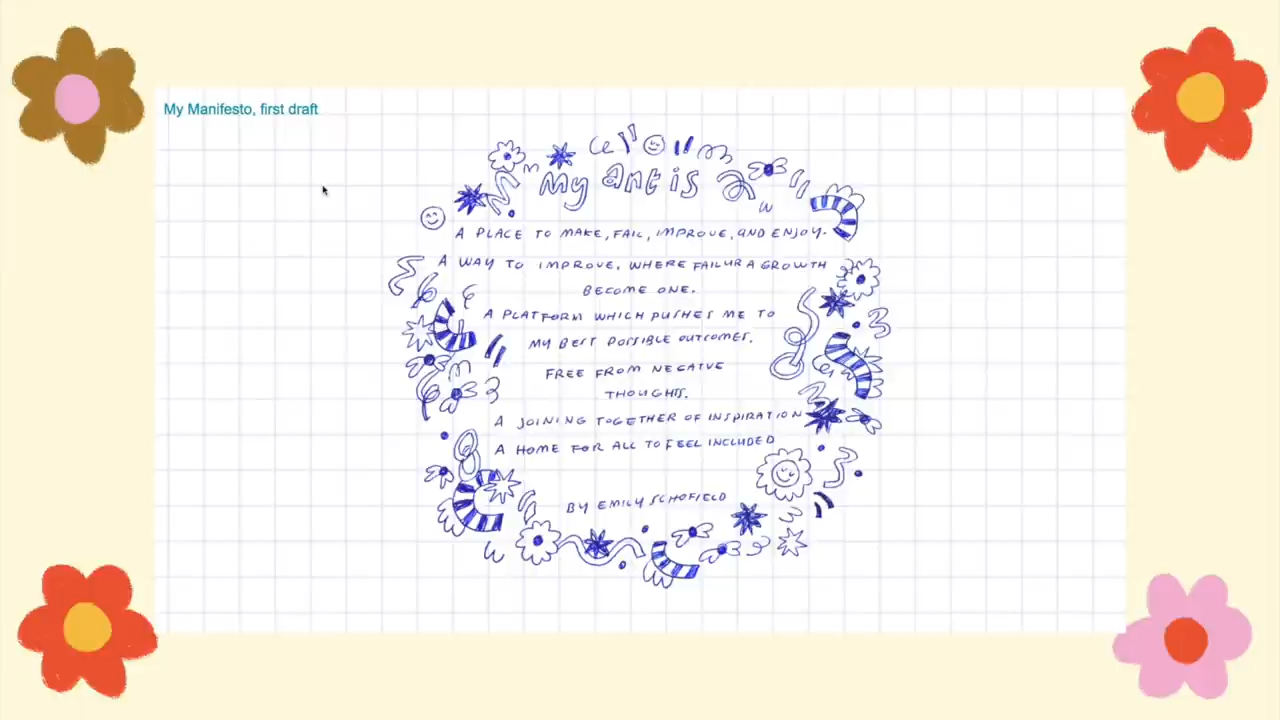 My Manifesto, first draft
My art is
A PLACE TO MAKE, FAIL, IMPROVE, AND ENJOY.
A WAY TO IMPROVE. WHERE FAILUR A GROWTH
BECOME ONE.
A PLATFORM WHICH PUSHES ME TO
MY BEST POSSIBLE OUTCOMES.
FREE FROM NEGATVE
THOUGHTS.
A JOINING TOGETHER OF INSPIRATION
A HOME FOR ALL TO FEEL INCLUDED
BY EMILY SCHOFIELD